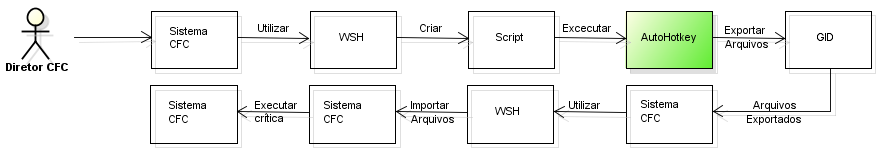 Diretor CFC
Sistema
CFC
Utilizar
WSH
Criar
Script
Excecutar
AutoHotkey
Exportar
Arquivos
GID
Arquivos
Exportados
Sistema
CFC
Utilizar
WSH
Importar
Arquivos
Sistema
CFC
Executar
crítica
Sistema
CFC